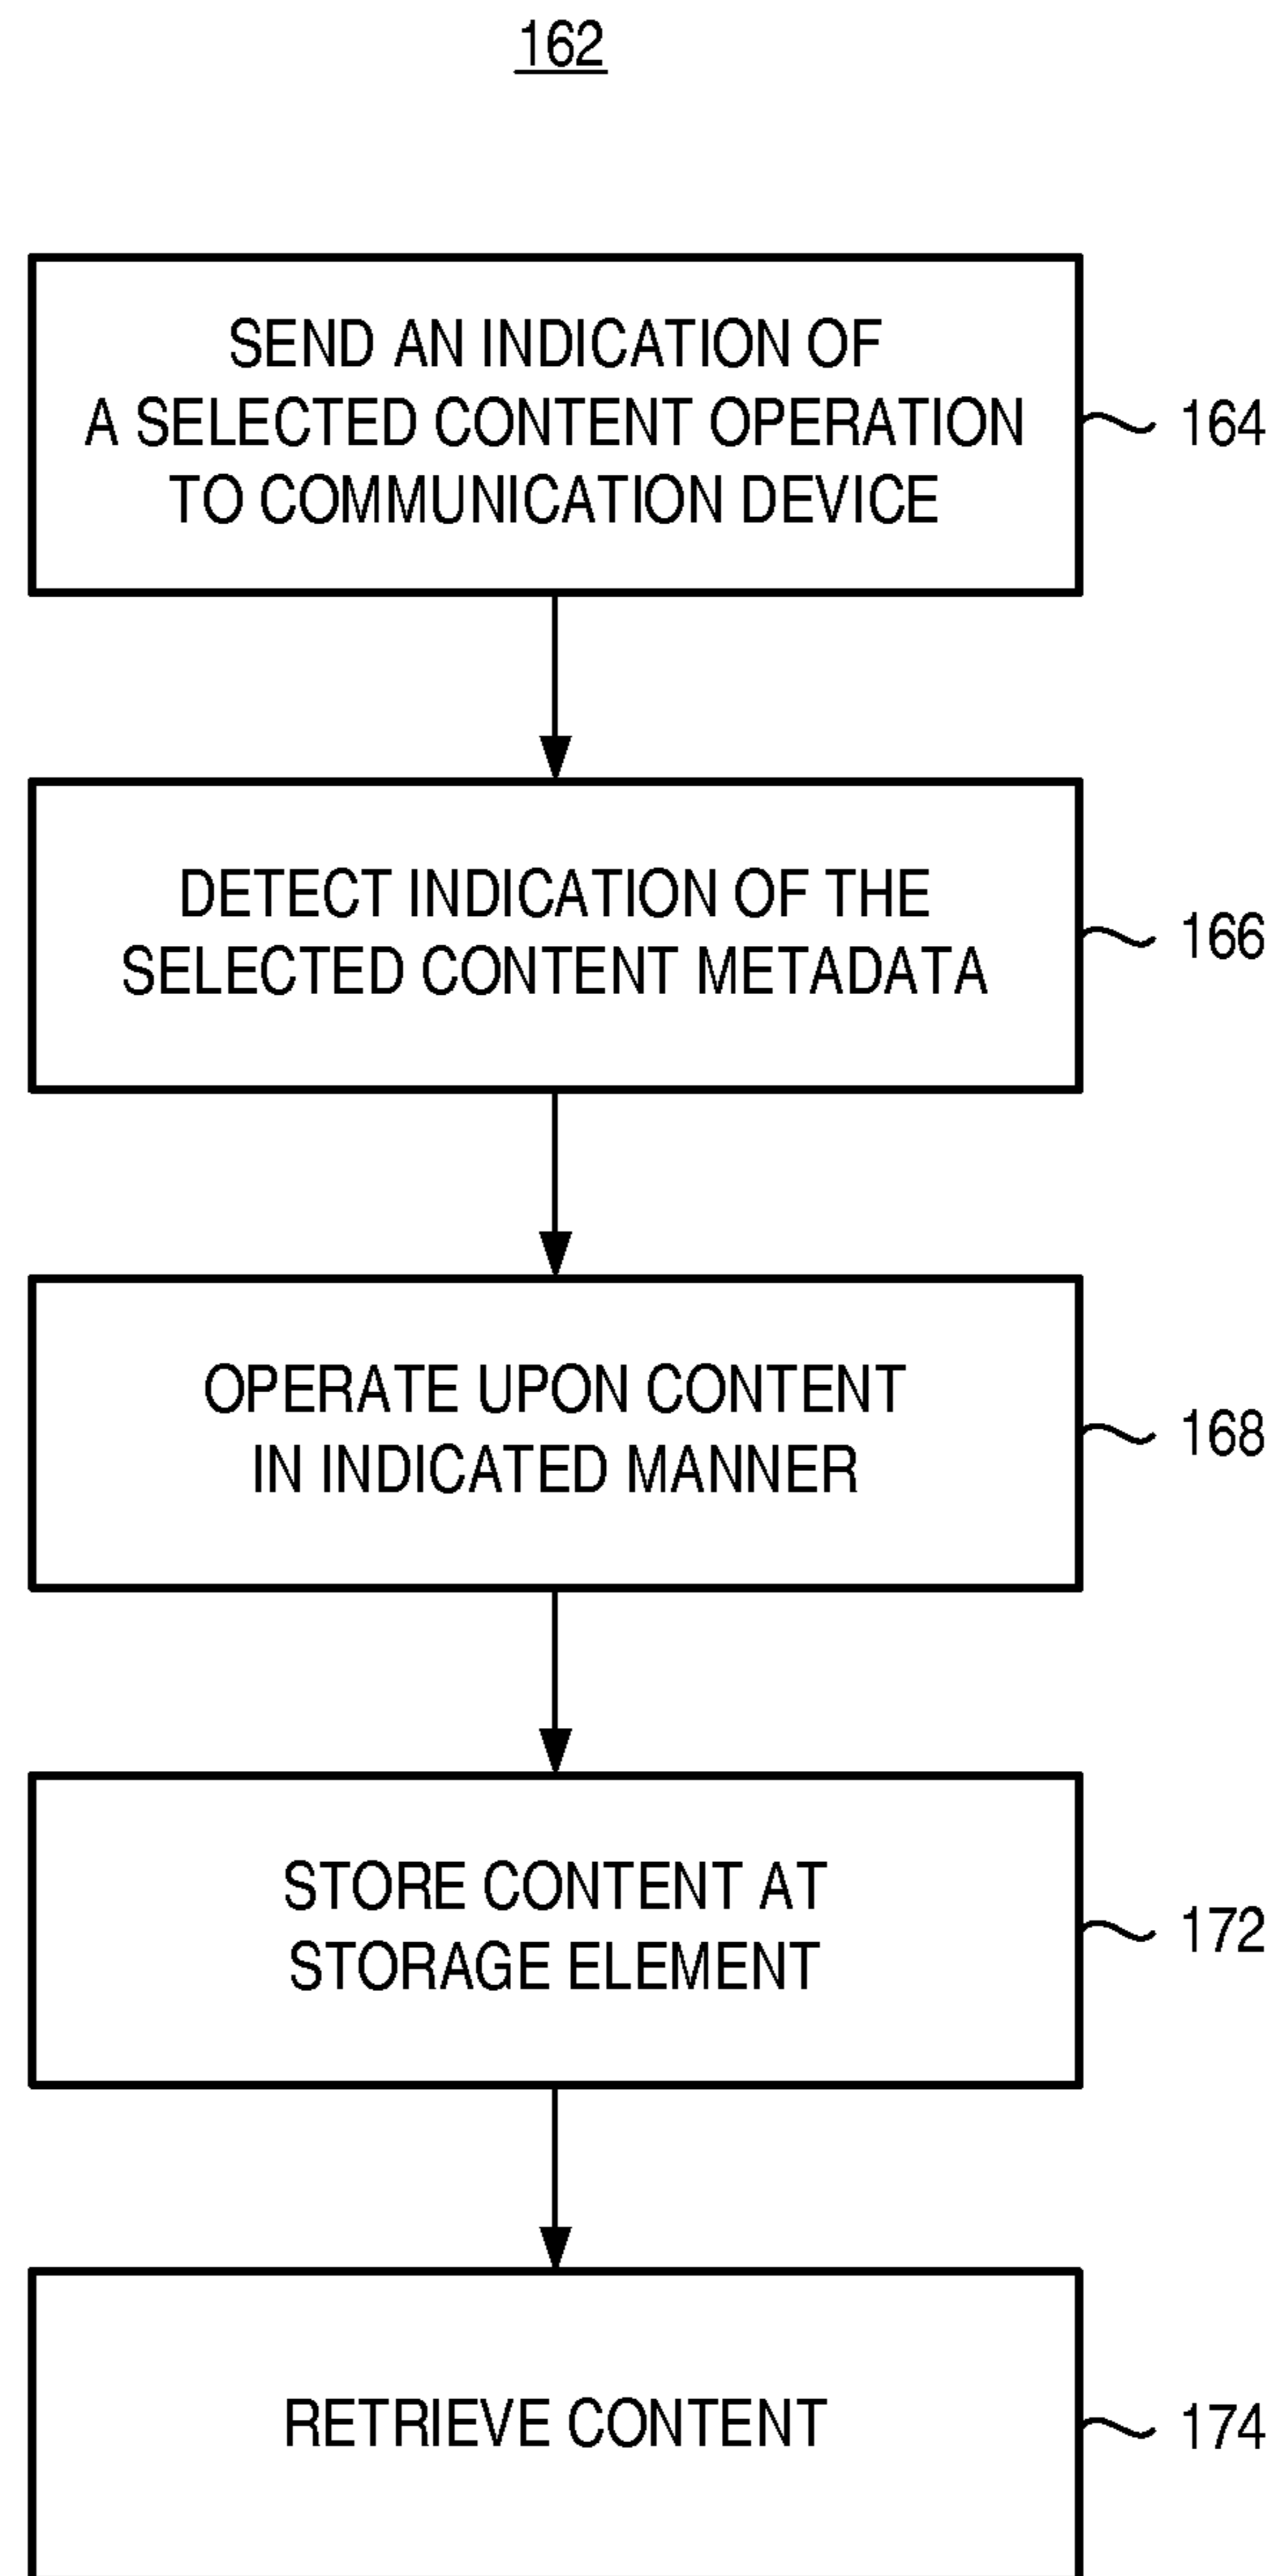 162
SEND AN INDICATION OF
A SELECTED CONTENT OPERATION
TO COMMUNICATION DEVICE
164
DETECT INDICATION OF THE
SELECTED CONTENT METADATA
166
OPERATE UPON CONTENT
IN INDICATED MANNER
168
STORE CONTENT AT
STORAGE ELEMENT
172
RETRIEVE CONTENT
174